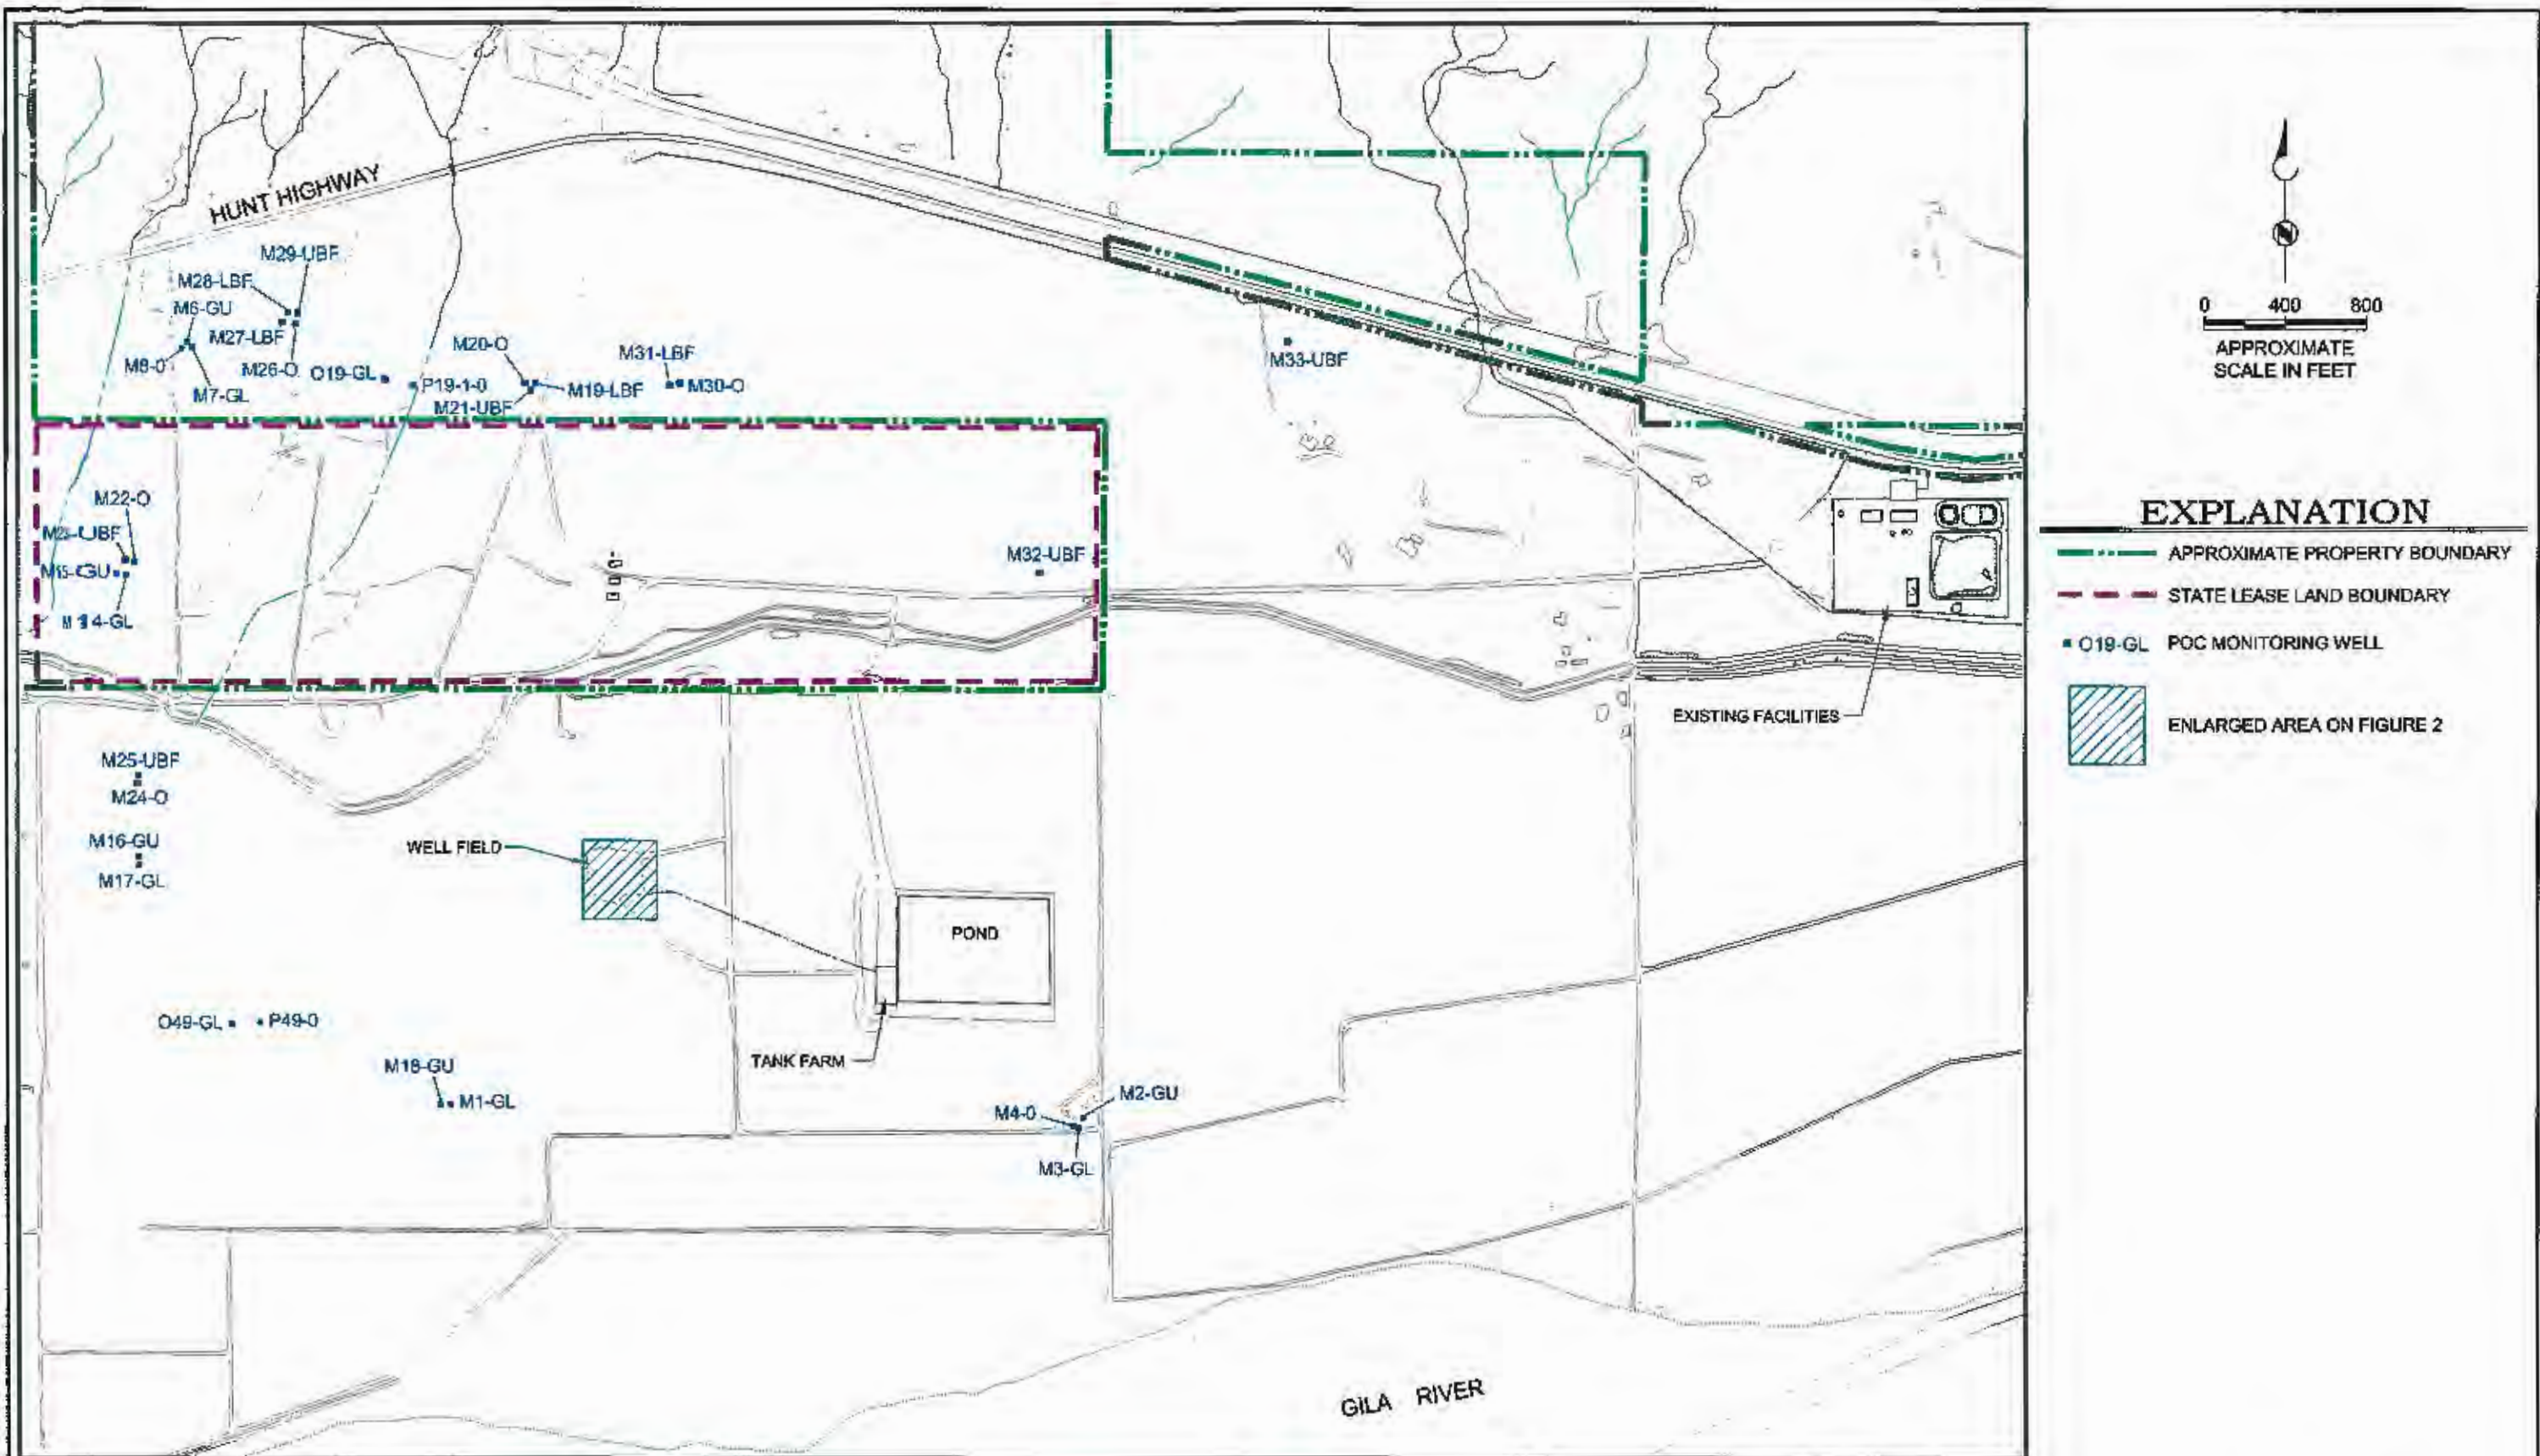 HUNT HIGHWAY
M29-UBF
M28-LBF
M6-GU
M27-LBF
M8-0
M7-GL
M26-O
O19-GL
P19-1-0
M20-O
M21-UBF
M19-LBF
M31-LBF
M30-O
M33-UBF
M22-O
M14-GL
M32-UBF
EXISTING FACILITIES
M25-UBF
M24-O
M16-GU
M17-GL
WELL FIELD
POND
O49-GL
P49-0
TANK FARM
M18-GU
M1-GL
M4-0
M2-GU
M3-GL
GILA RIVER
0 400 800
APPROXIMATE
SCALE IN FEET
EXPLANATION
APPROXIMATE PROPERTY BOUNDARY
STATE LEASE LAND BOUNDARY
O19-GL POC MONITORING WELL
ENLARGED AREA ON FIGURE 2